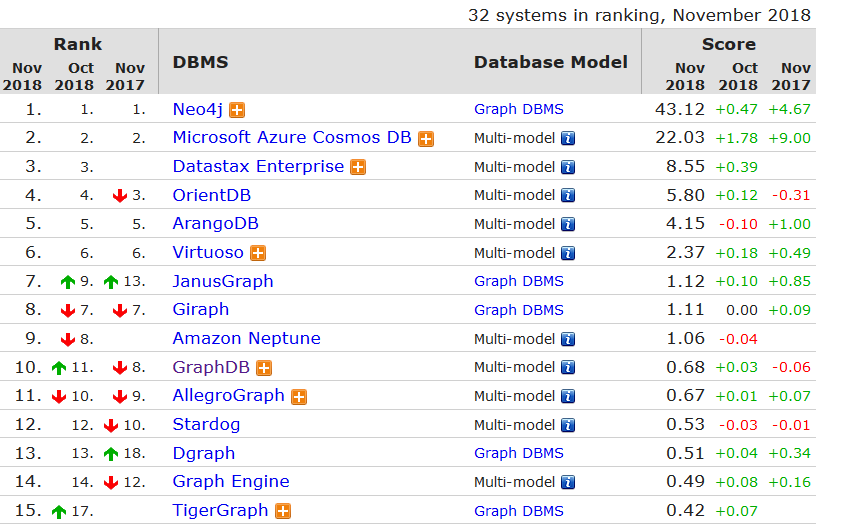 32 systems in ranking, November 2018
Rank DBMS Database Model Score
Nov 2018 Oct 2018 Nov 2017 Nov 2018 Oct 2018 Nov 2017
1. 1. 1. Neo4j Graph DBMS 43.12 +0.47 +4.67
2. 2. 2. Microsoft Azure Cosmos DB Multi-model 22.03 +1.78 +9.00
3. 3. Datastax Enterprise Multi-model 8.55 +0.39
4. 4. 3. OrientDB Multi-model 5.80 +0.12 -0.31
5. 5. 5. ArangoDB Multi-model 4.15 -0.10 +1.00
6. 6. 6. Virtuoso Multi-model 2.37 +0.18 +0.49
7. 9. 13. JanusGraph Graph DBMS 1.12 +0.10 +0.85
8. 7. 7. Giraph Graph DBMS 1.11 0.00 +0.09
9. 8. Amazon Neptune Multi-model 1.06 -0.04
10. 11. 8. GraphDB Multi-model 0.68 +0.03 -0.06
11. 10. 9. AllegroGraph Multi-model 0.67 +0.01 +0.07
12. 12. 10. Stardog Multi-model 0.53 -0.03 -0.01
13. 13. 18. Dgraph Graph DBMS 0.51 +0.04 +0.34
14. 14. 12. Graph Engine Multi-model 0.49 +0.08 +0.16
15. 17. TigerGraph Graph DBMS 0.42 +0.07